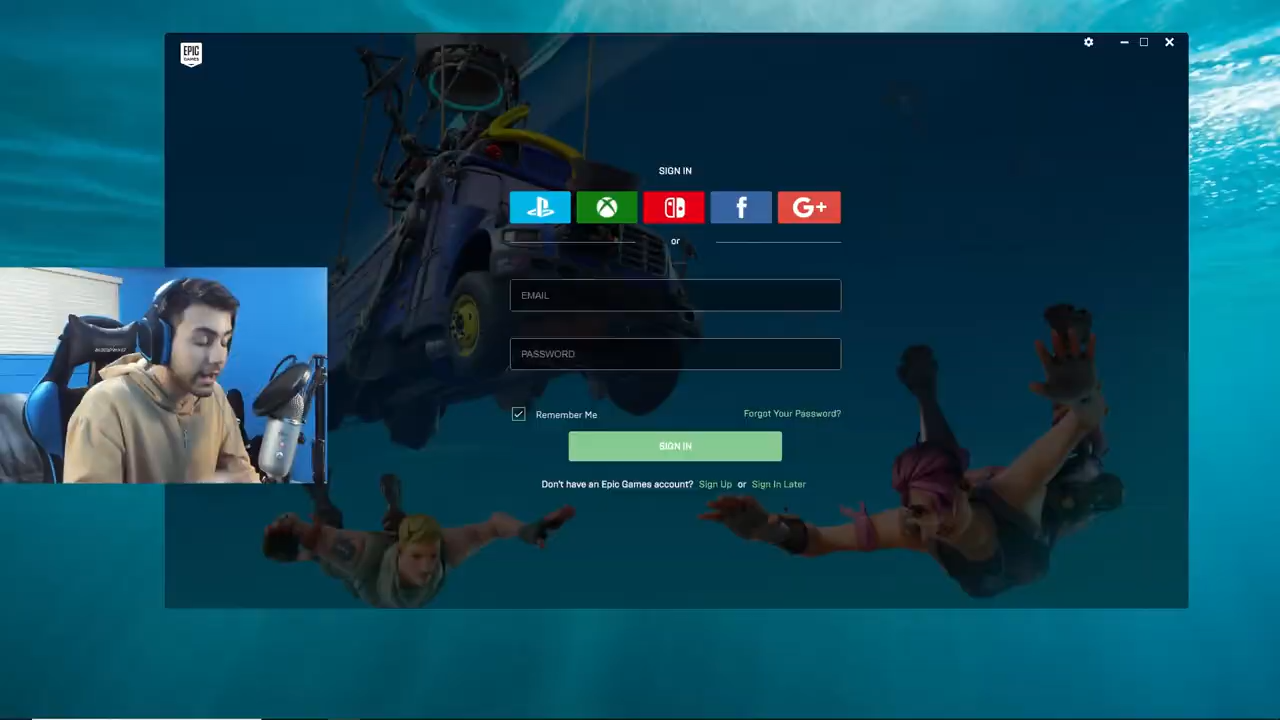 EPIC
GAMES
SIGN IN
f
G+
or
EMAIL
PASSWORD
Remember Me
Forgot Your Password?
SIGN IN
Don't have an Epic Games account? Sign Up or Sign In Later